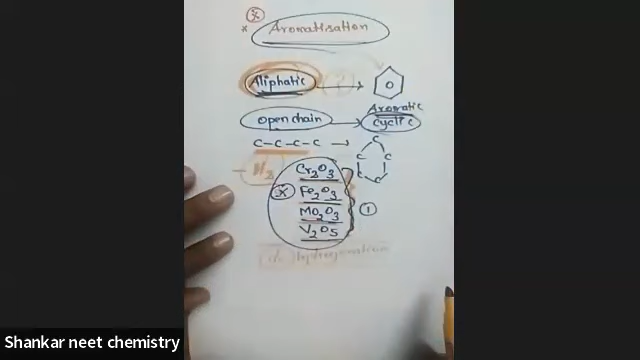 Aromatisation
Aliphatic (?)
open chain
Aromatic
cyclic
C-C-C-C
C
C C
C C
C
- H2
Cr2O3
Fe2O3
MO2O3
V2O5
1
Shankar neet chemistry